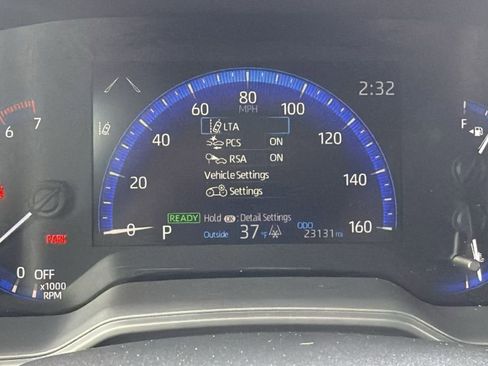 80
2:32
60
MPH
100
F
6
7
LTA
40
120
PCS ON
RSA ON
Vehicle Settings
20
140
Settings
READY Hold OK : Detail Settings
PARK
0
P
Outside 37 °F
ODO
23131 mi
160
0
OFF
x1000
RPM